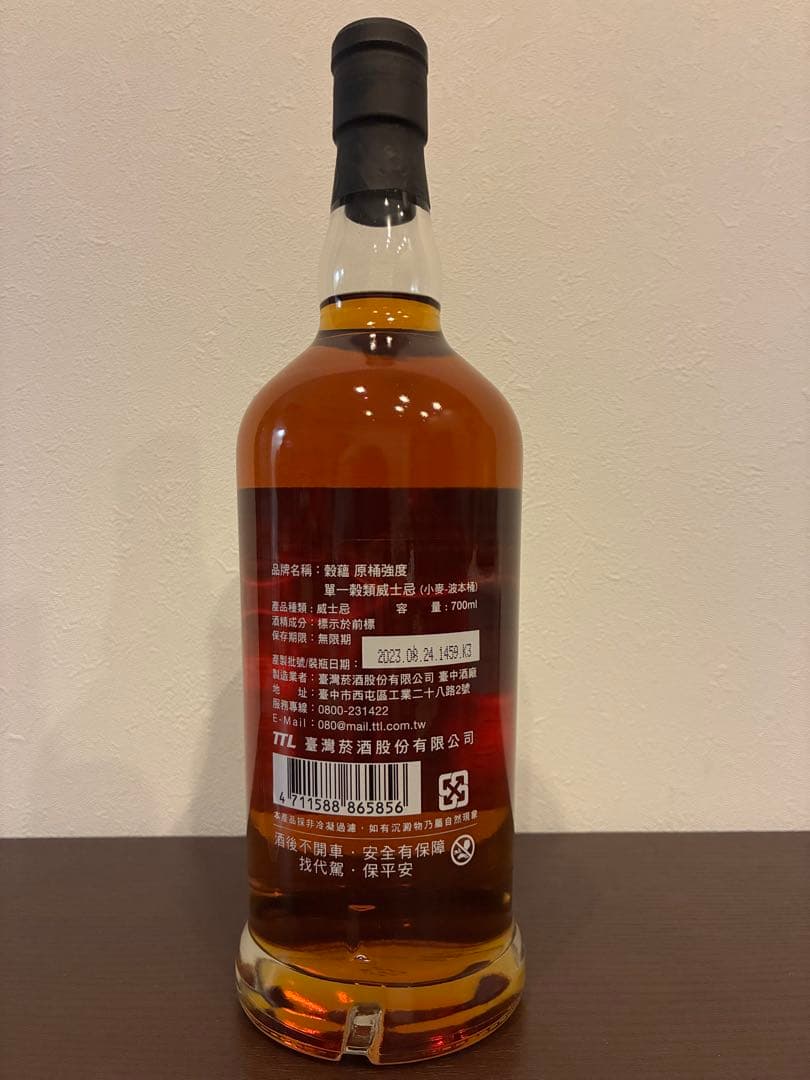 品牌名稱：穀蘊 原桶強度
單一穀類威士忌 (小麥-波本桶)
產品種類：威士忌 容 量：700ml
酒精成分：標示於前標
保存期限：無限期
產製批號/裝瓶日期： 2023.08.24.1459.K3
製造業者：臺灣菸酒股份有限公司 臺中酒廠
地 址：臺中市西屯區工業二十八路2號
服務專線：0800-231422
E-Mail：080@mail.ttl.com.tw
TTL 臺灣菸酒股份有限公司
4 711588 865856
本產品採非冷凝過濾，如有沉澱物乃屬自然現象
酒後不開車．安全有保障
找代駕．保平安